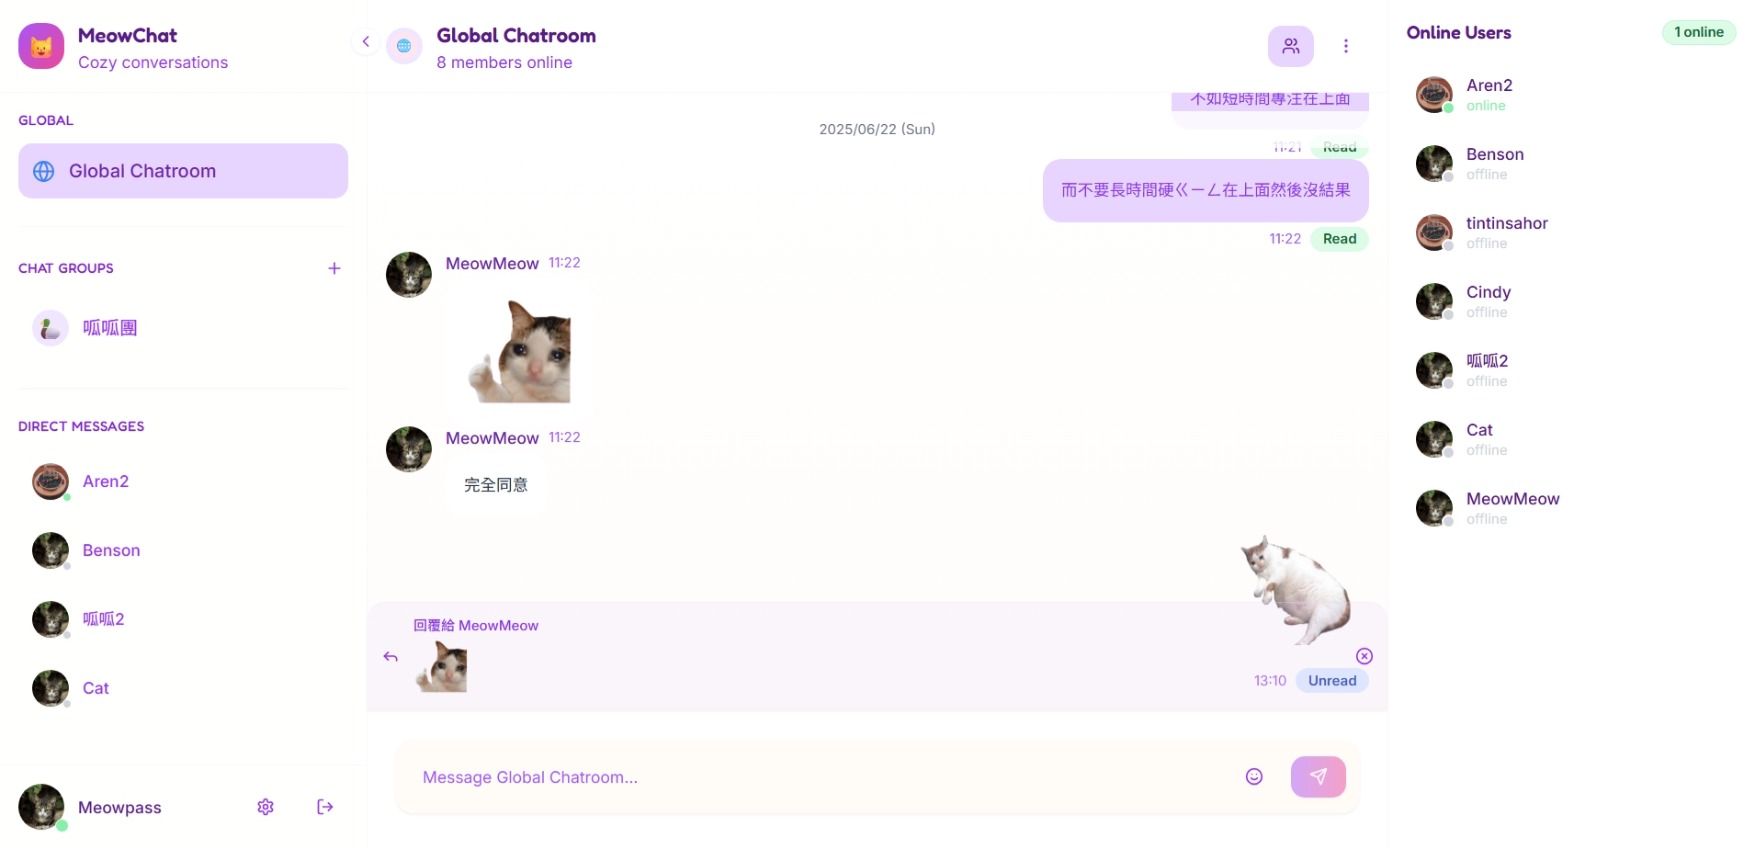 MeowChat
Cozy conversations
GLOBAL
Global Chatroom
CHAT GROUPS
呱呱團
DIRECT MESSAGES
Aren2
Benson
呱呱2
Cat
Meowpass
Global Chatroom
8 members online
不如短時間專注在上面
2025/06/22 (Sun)
11:21 Read
而不要長時間硬ㄍㄧㄥ在上面然後沒結果
11:22 Read
MeowMeow 11:22
MeowMeow 11:22
完全同意
回覆給 MeowMeow
13:10 Unread
Message Global Chatroom...
Online Users
1 online
Aren2
online
Benson
offline
tintinsahor
offline
Cindy
offline
呱呱2
offline
Cat
offline
MeowMeow
offline